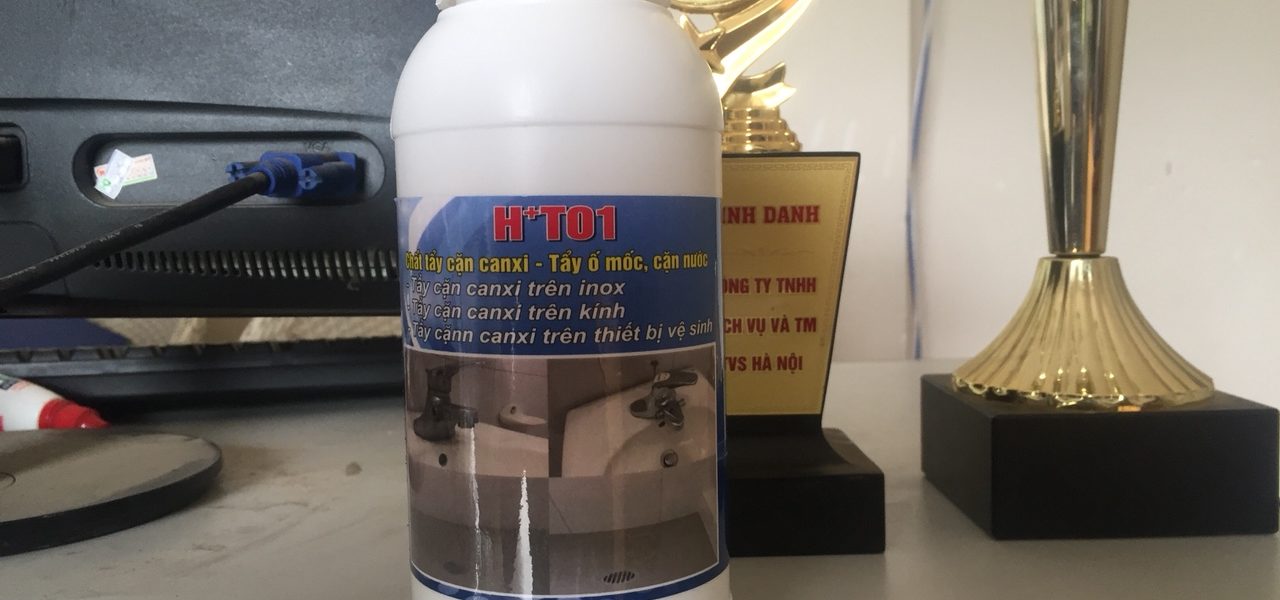 H⁺T01
Chất tẩy cặn canxi - Tẩy ố mốc, cặn nước
- Tẩy cặn canxi trên inox
- Tẩy cặn canxi trên kính
- Tẩy cặnn canxi trên thiết bị vệ sinh
INH DANH
ÔNG TY TNHH
CH VỤ VÀ TM
TVS HÀ NỘI